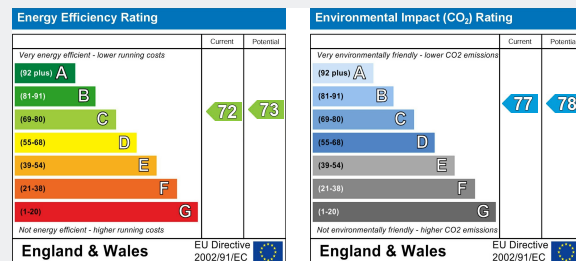 Energy Efficiency Rating
Current Potential
Very energy efficient - lower running costs
(92 plus) A
(81-91) B
(69-80) C
(55-68) D
(39-54) E
(21-38) F
(1-20) G
72 73
Not energy efficient - higher running costs
England & Wales
EU Directive
2002/91/EC
Environmental Impact (CO2) Rating
Current Potential
Very environmentally friendly - lower CO2 emissions
(92 plus) A
(81-91) B
(69-80) C
(55-68) D
(39-54) E
(21-38) F
(1-20) G
77 78
Not environmentally friendly - higher CO2 emissions
England & Wales
EU Directive
2002/91/EC